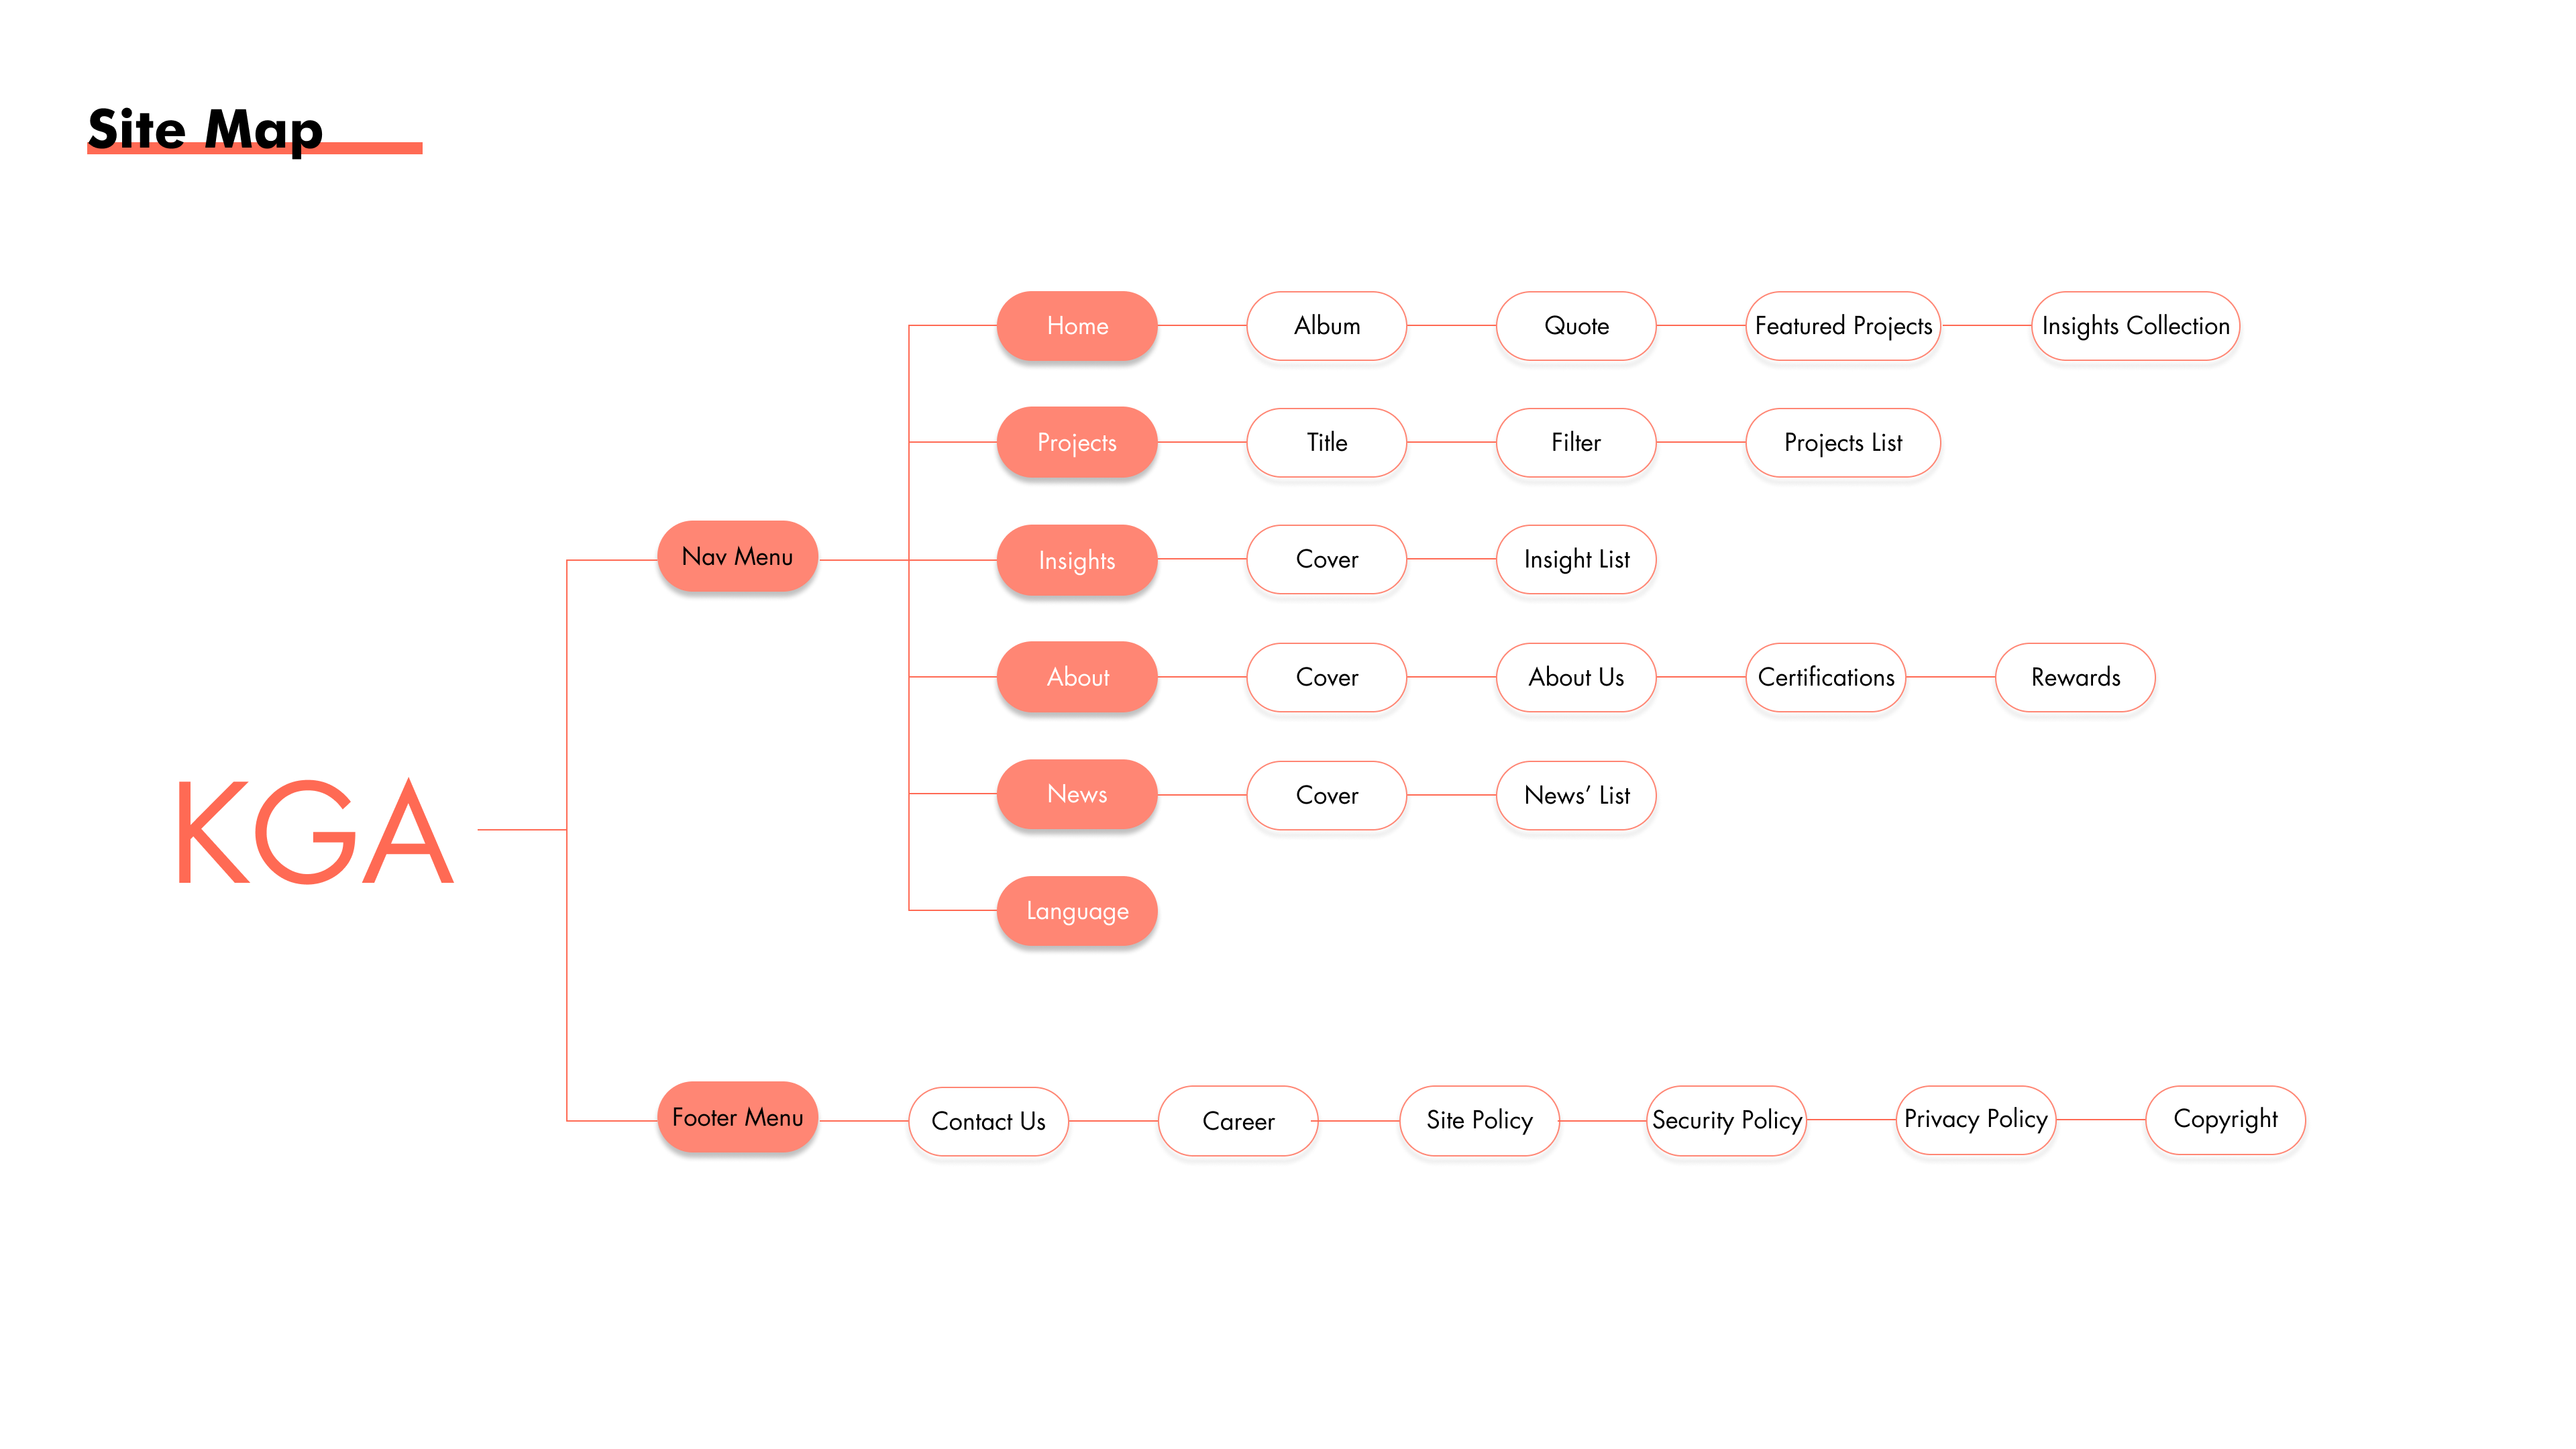 Site Map
Home
Album
Quote
Featured Projects
Insights Collection
Projects
Title
Filter
Projects List
Nav Menu
Insights
Cover
Insight List
About
Cover
About Us
Certifications
Rewards
News
Cover
News’ List
KGA
Language
Footer Menu
Contact Us
Career
Site Policy
Security Policy
Privacy Policy
Copyright